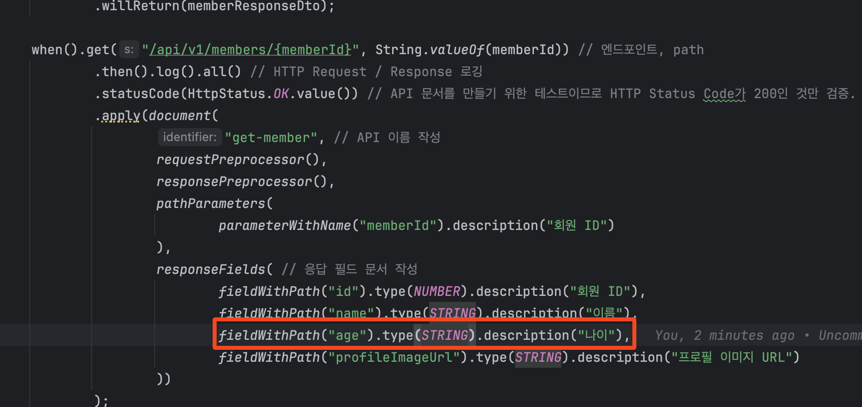 .willReturn(memberResponseDto);
when().get( s: "/api/v1/members/{memberId}", String.valueOf(memberId)) // 엔드포인트, path
.then().log().all() // HTTP Request / Response 로깅
.statusCode(HttpStatus.OK.value()) // API 문서를 만들기 위한 테스트이므로 HTTP Status Code가 200인 것만 검증.
.apply(document(
identifier: "get-member", // API 이름 작성
requestPreprocessor(),
responsePreprocessor(),
pathParameters(
parameterWithName("memberId").description("회원 ID")
),
responseFields( // 응답 필드 문서 작성
fieldWithPath("id").type(NUMBER).description("회원 ID"),
fieldWithPath("name").type(STRING).description("이름"),
fieldWithPath("age").type(STRING).description("나이"), You, 2 minutes ago • Uncomm
fieldWithPath("profileImageUrl").type(STRING).description("프로필 이미지 URL")
))
);